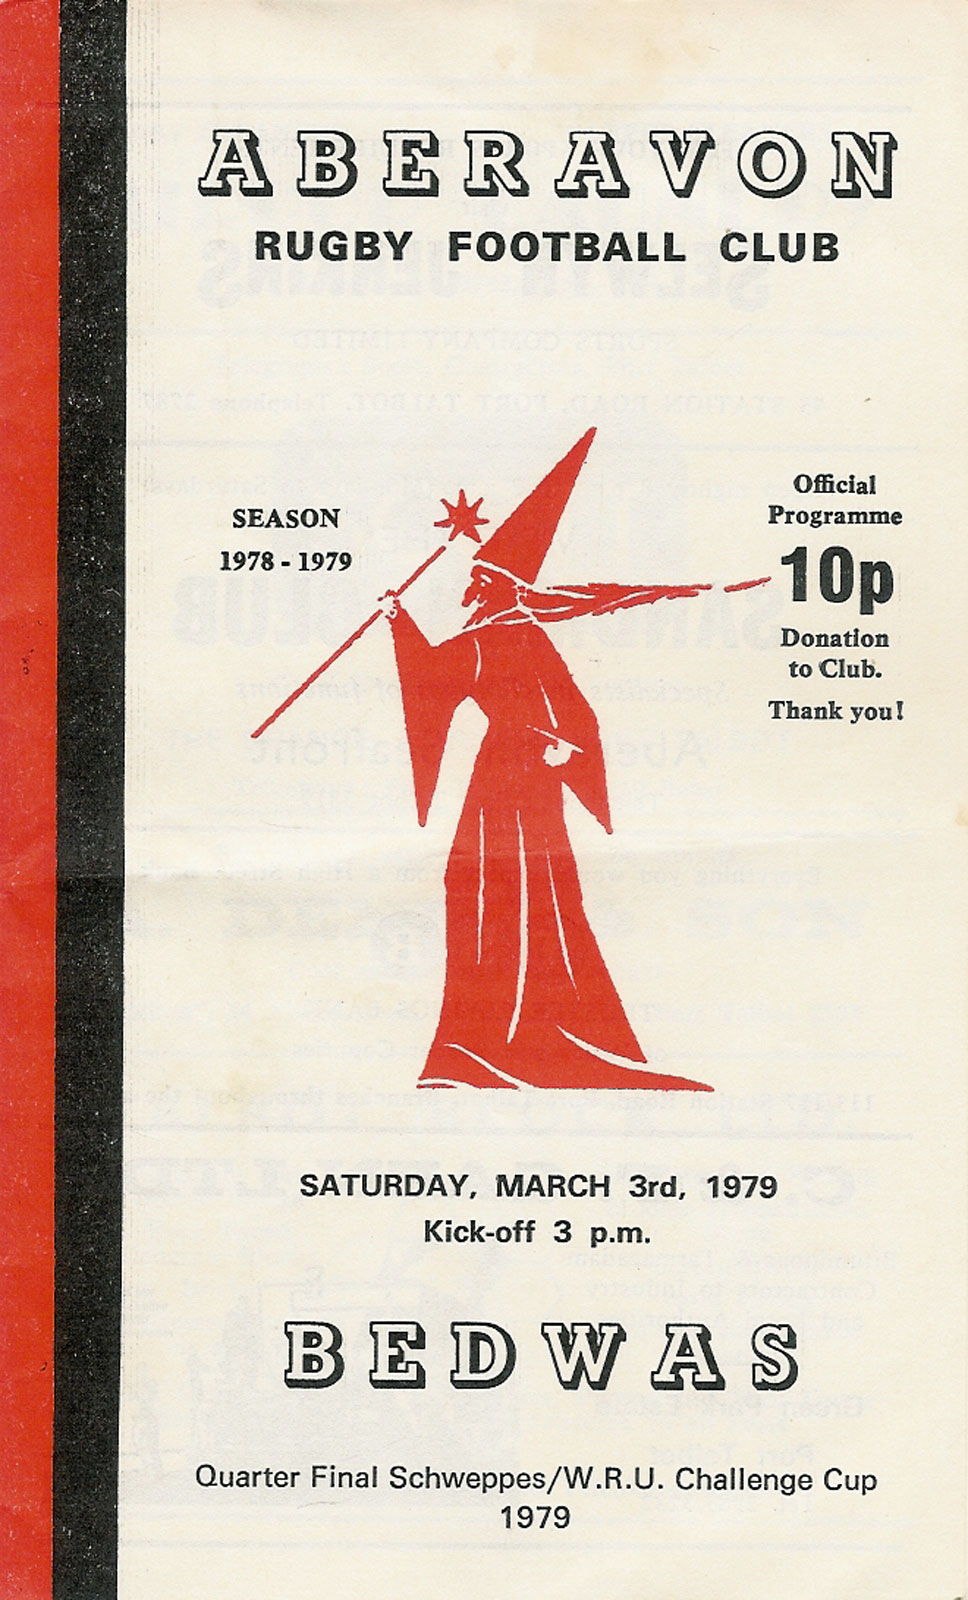 ABERAVON
RUGBY FOOTBALL CLUB
SEASON
1978 - 1979
Official
Programme
10p
Donation
to Club.
Thank you!
SATURDAY, MARCH 3rd, 1979
Kick-off 3 p.m.
BEDWAS
Quarter Final Schweppes/W.R.U. Challenge Cup
1979